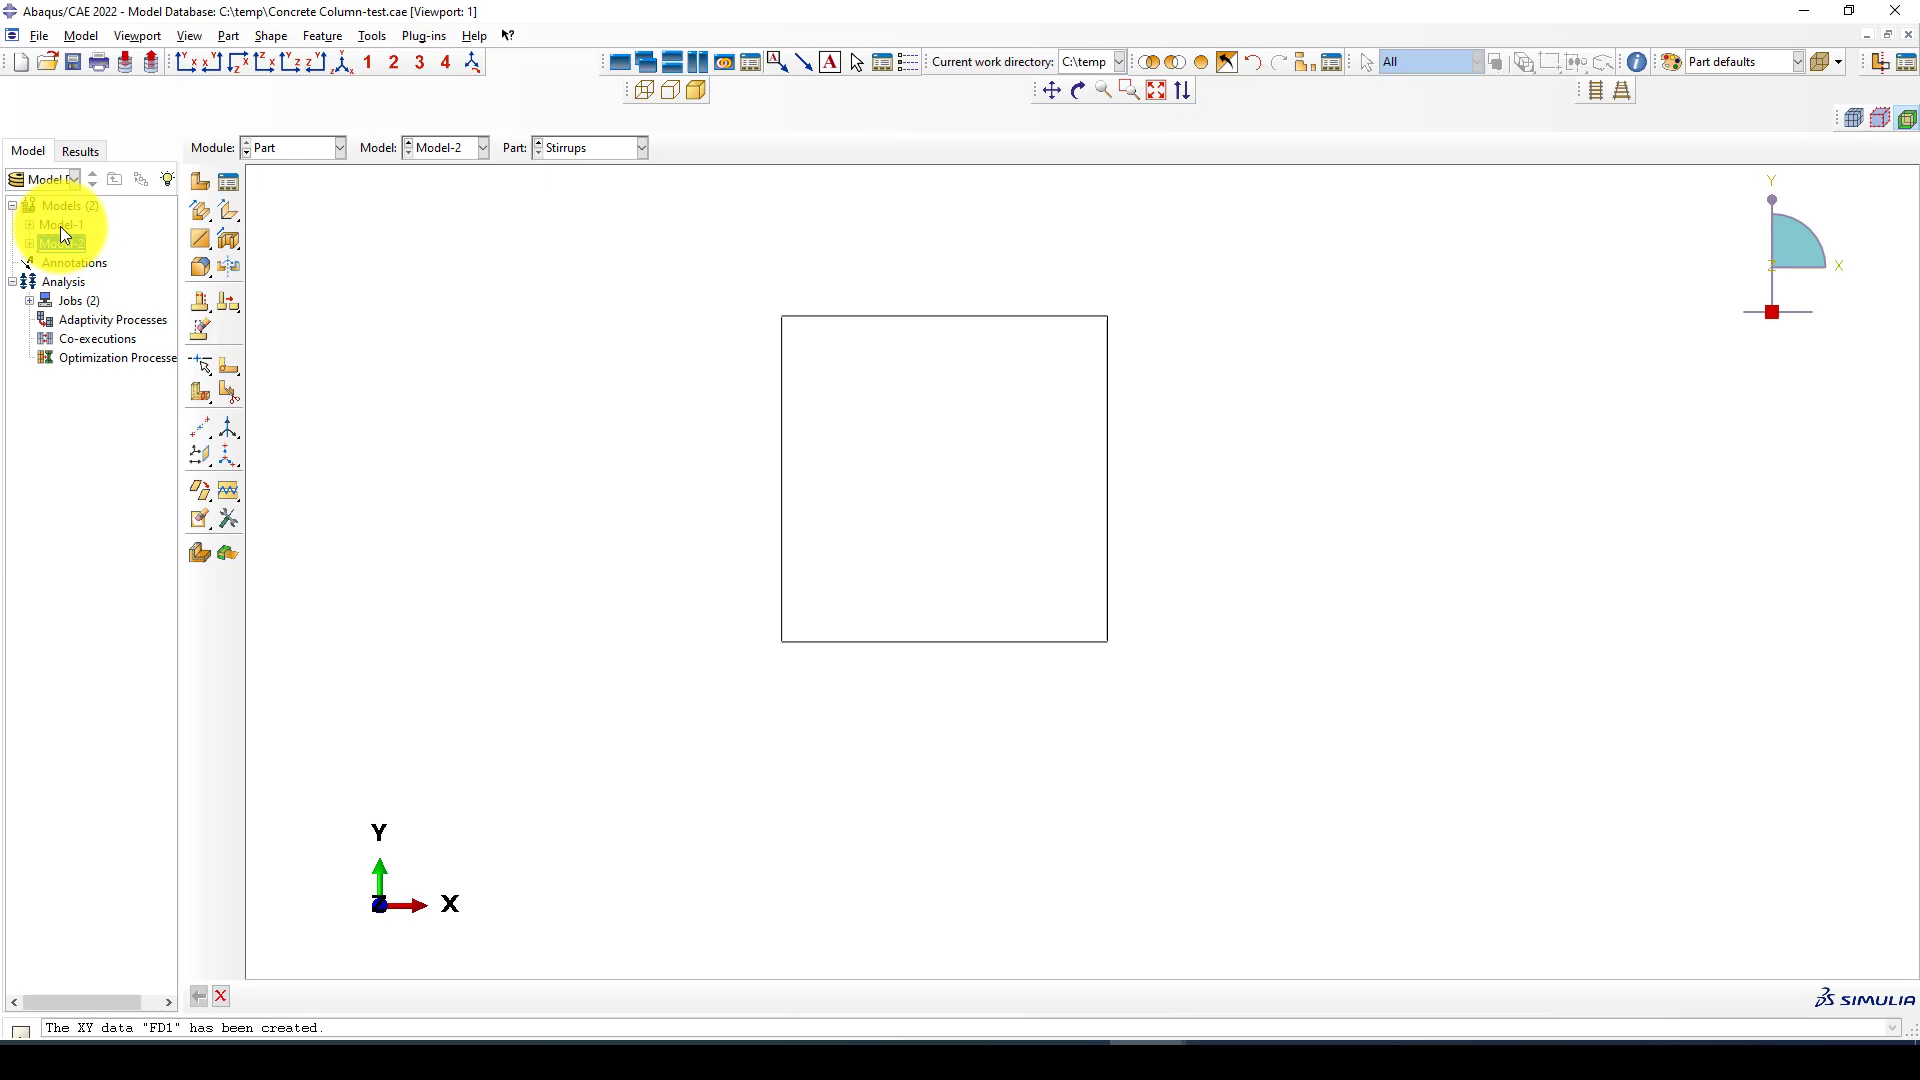 Abaqus/CAE 2022 - Model Database: C:\temp\Concrete Column-test.cae [Viewport: 1]
File Model Viewport View Part Shape Feature Tools Plug-ins Help
1 2 3 4 A Current work directory: C:\temp All Part defaults
Model Results Module: Part Model: Model-2 Part: Stirrups
Models (2)
Model-1
Model-2
Annotations
Analysis
Jobs (2)
Adaptivity Processes
Co-executions
Optimization Processe
Y
Z X
Y
Z X
SIMULIA
The XY data "FD1" has been created.